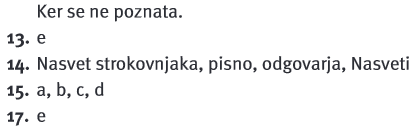 Ker se ne poznata.
13. e
14. Nasvet strokovnjaka, pisno, odgovarja, Nasveti
15. a, b, c, d
17. e